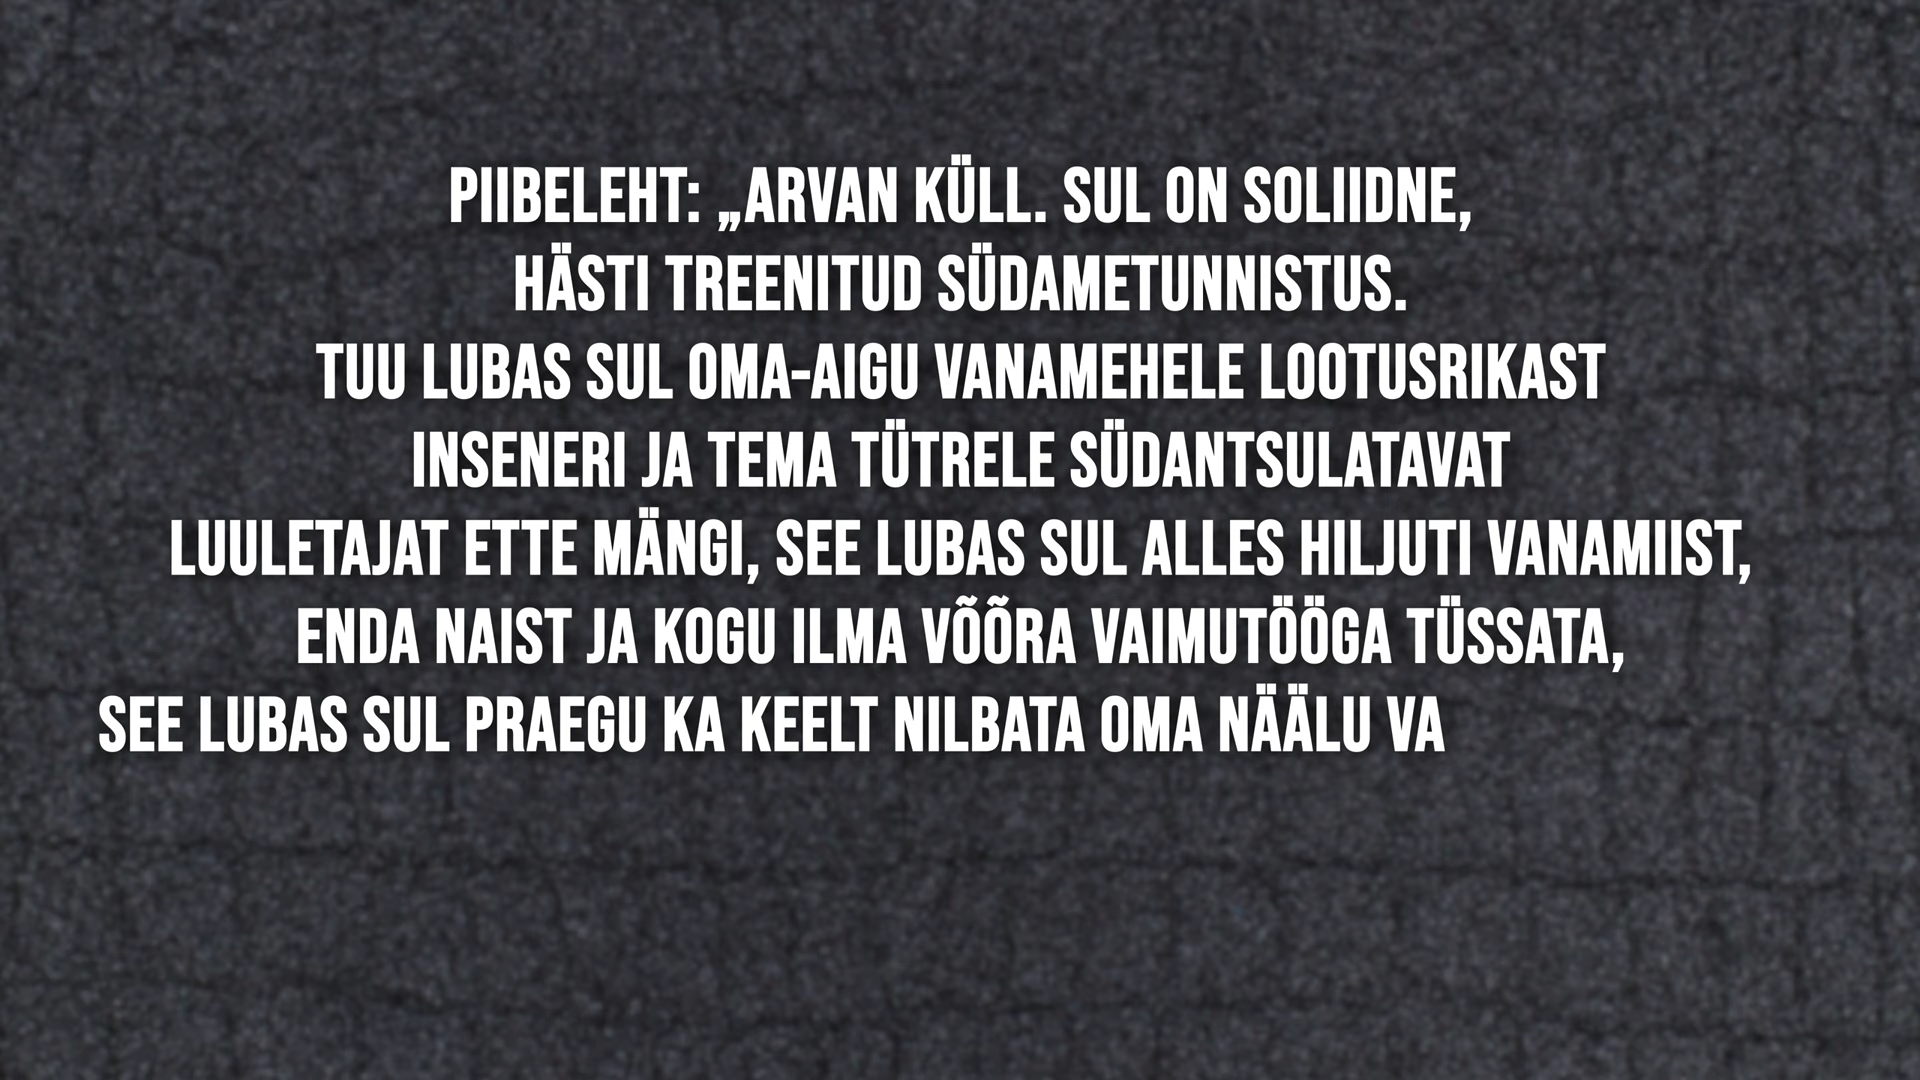 PIIBELEHT: „ARVAN KÜLL. SUL ON SOLIIDNE,
HÄSTI TREENITUD SÜDAMETUNNISTUS.
TUU LUBAS SUL OMA-AIGU VANAMEHELE LOOTUSRIKAST
INSENERI JA TEMA TÜTRELE SÜDANTSULATAVAT
LUULETAJAT ETTE MÄNGI, SEE LUBAS SUL ALLES HILJUTI VANAMIIST,
ENDA NAIST JA KOGU ILMA VÕÕRA VAIMUTÖÖGA TÜSSATA,
SEE LUBAS SUL PRAEGU KA KEELT NILBATA OMA NÄÄLU VA